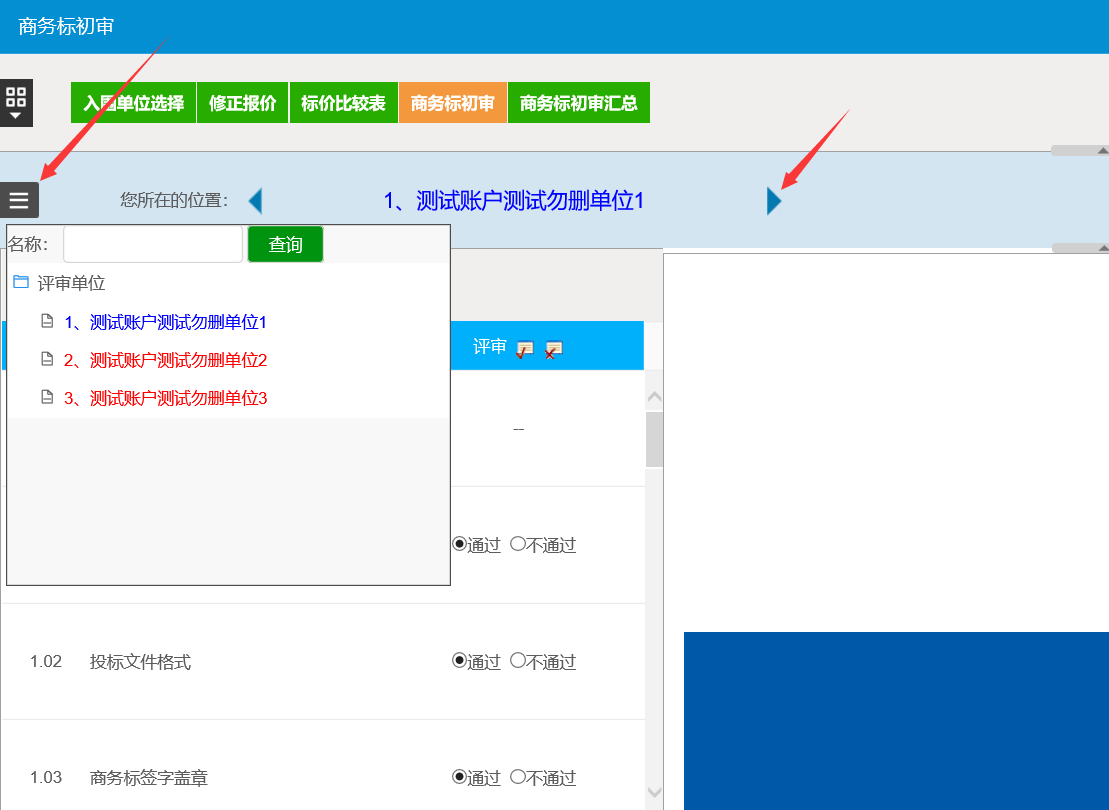 商务标初审
入围单位选择 修正报价 标价比较表 商务标初审 商务标初审汇总
您所在的位置: 1、测试账户测试勿删单位1
名称: 查询
评审单位
1、测试账户测试勿删单位1
2、测试账户测试勿删单位2
3、测试账户测试勿删单位3
评审
--
通过 不通过
1.02 投标文件格式 通过 不通过
1.03 商务标签字盖章 通过 不通过